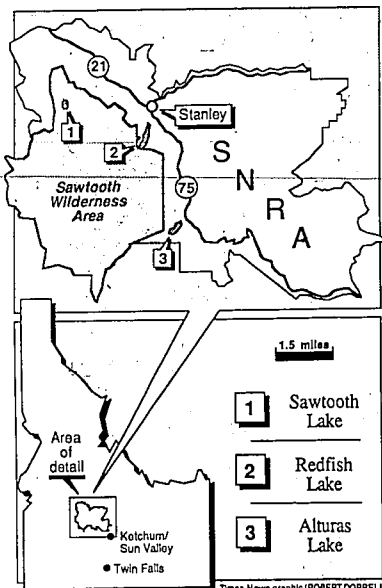 21
Stanley
1
2
S
N
R
A
Sawtooth
Wilderness
Area
75
3
1.5 miles
1 Sawtooth
Lake
2 Redfish
Lake
3 Alturas
Lake
Area
of
detail
Ketchum/
Sun Valley
Twin Falls
Times-News graphic/ROBERT DORRELL